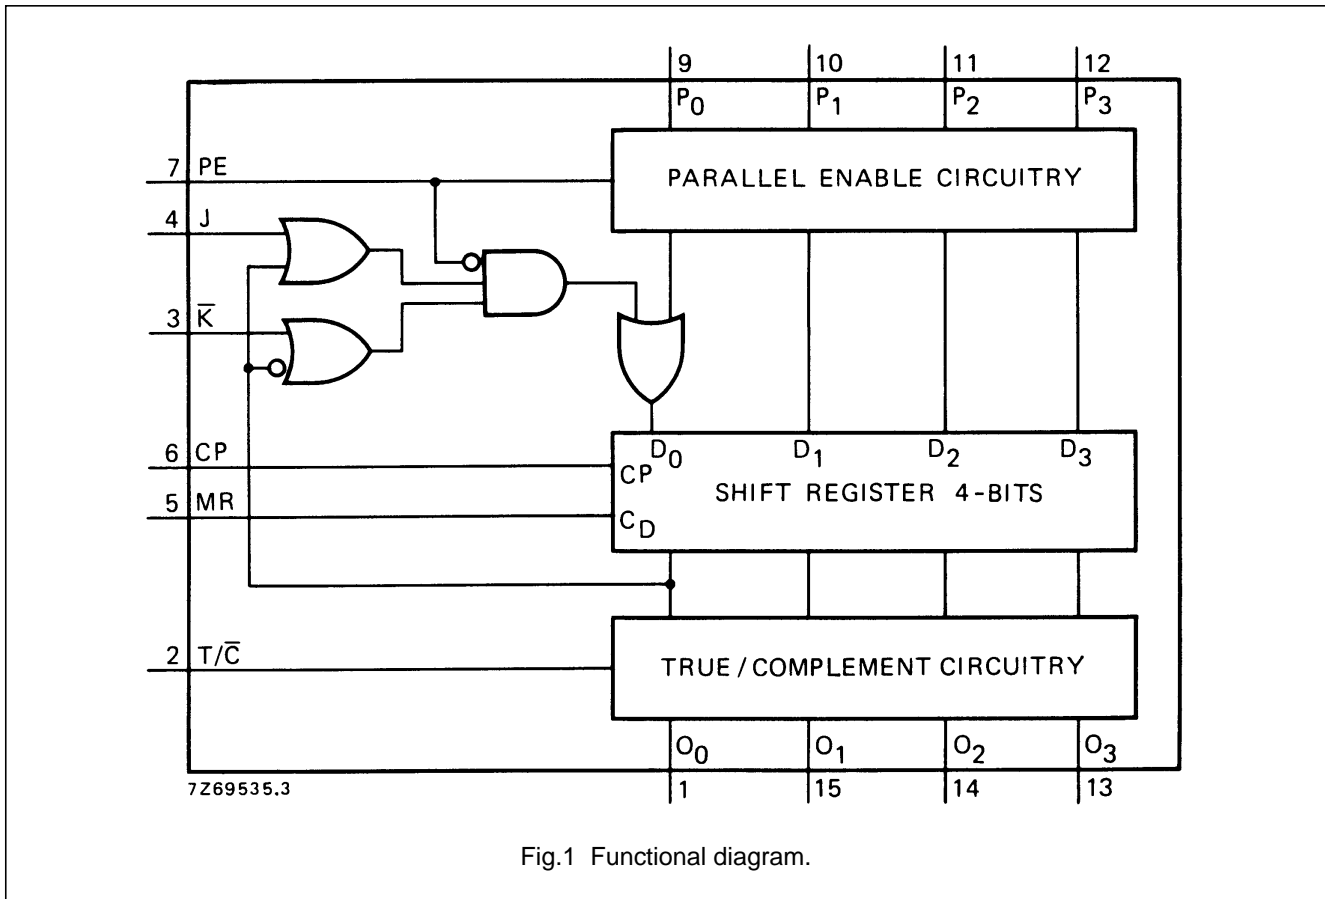 9 10 11 12
P0 P1 P2 P3
7 PE
PARALLEL ENABLE CIRCUITRY
4 J
3 K̅
D0 D1 D2 D3
6 CP
CP
SHIFT REGISTER 4-BITS
5 MR
CD
2 T/C̅
TRUE/COMPLEMENT CIRCUITRY
O0 O1 O2 O3
7Z69535.3
1 15 14 13
Fig.1 Functional diagram.